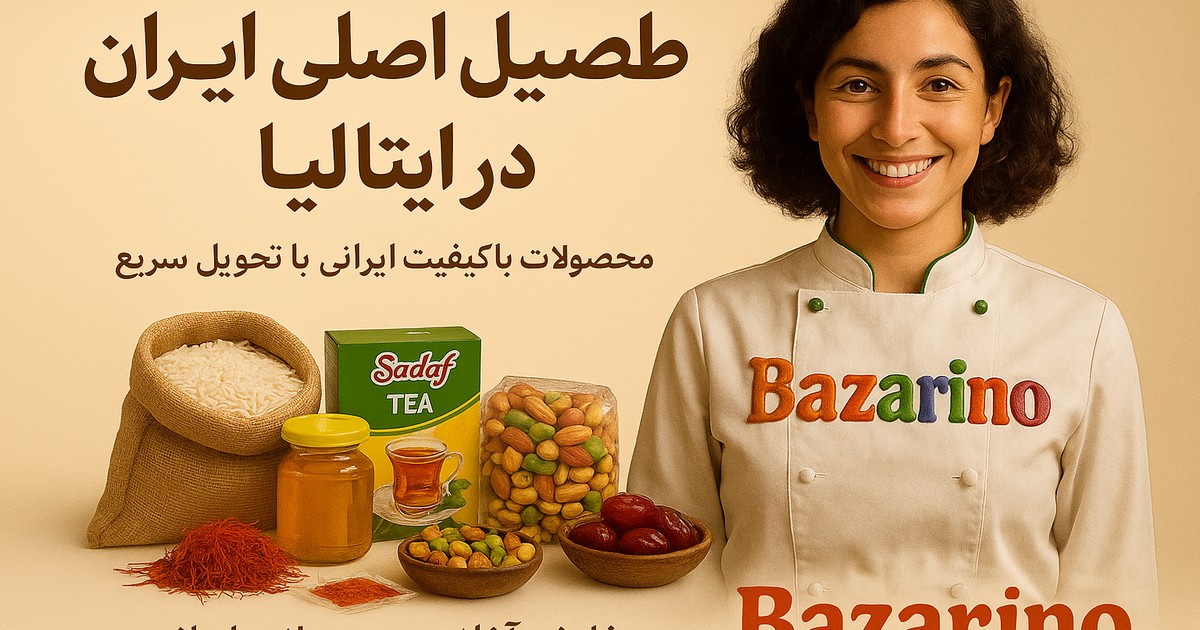 طصیل اصلی ایران
در ایتالیا
محصولات باکیفیت ایرانی با تحویل سریع
Sadaf
TEA
Bazarino
Bazarino